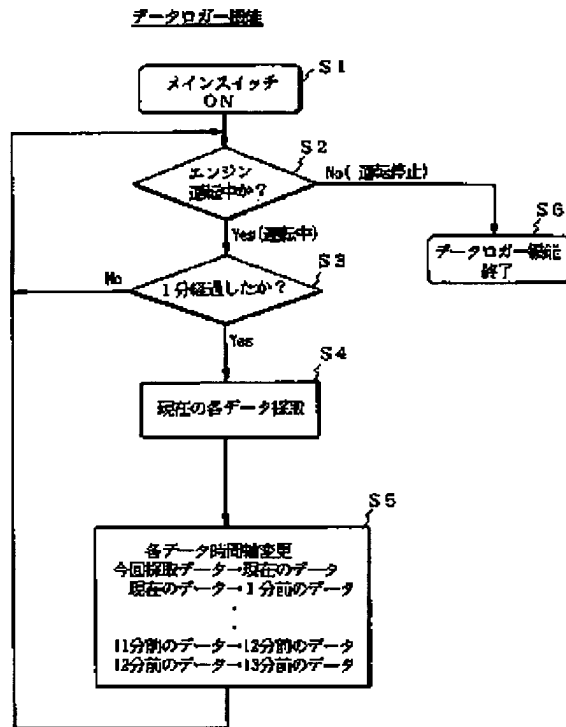 データロガー機能
S1
メインスイッチ
ON
S2
エンジン
運転中か？
No(運転停止)
S6
データロガー機能
終了
Yes(運転中)
S3
No
1分経過したか？
Yes
S4
現在の各データ採取
S5
各データ時間軸変更
今回採取データ→現在のデータ
現在のデータ→1分前のデータ
・
・
11分前のデータ→12分前のデータ
12分前のデータ→13分前のデータ